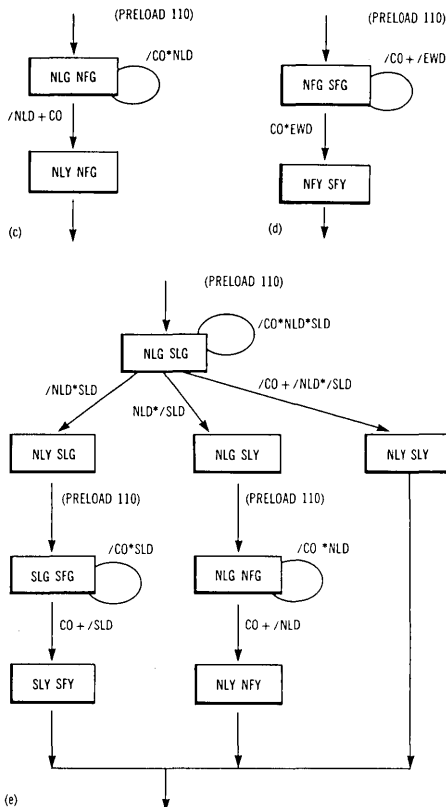 (PRELOAD 110)
NLG NFG
/CO*NLD
/NLD + CO
NLY NFG
(c)
(PRELOAD 110)
NFG SFG
/CO + /EWD
CO*EWD
NFY SFY
(d)
(PRELOAD 110)
NLG SLG
/CO*NLD*SLD
/NLD*SLD
NLD*/SLD
/CO + /NLD*/SLD
NLY SLG
NLG SLY
NLY SLY
(PRELOAD 110)
(PRELOAD 110)
SLG SFG
/CO*SLD
NLG NFG
/CO *NLD
CO + /SLD
CO + /NLD
SLY SFY
NLY NFY
(e)